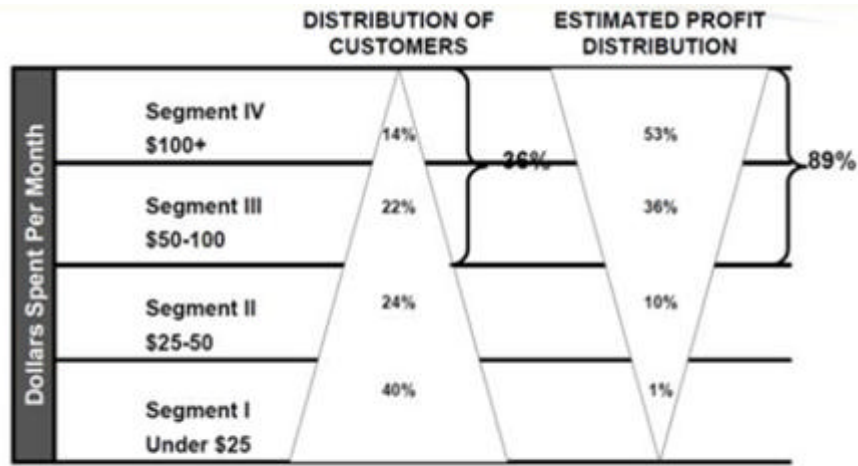 DISTRIBUTION OF
CUSTOMERS
ESTIMATED PROFIT
DISTRIBUTION
Dollars Spent Per Month
Segment IV
$100+
14%
36%
53%
89%
Segment III
$50-100
22%
36%
Segment II
$25-50
24%
10%
Segment I
Under $25
40%
1%